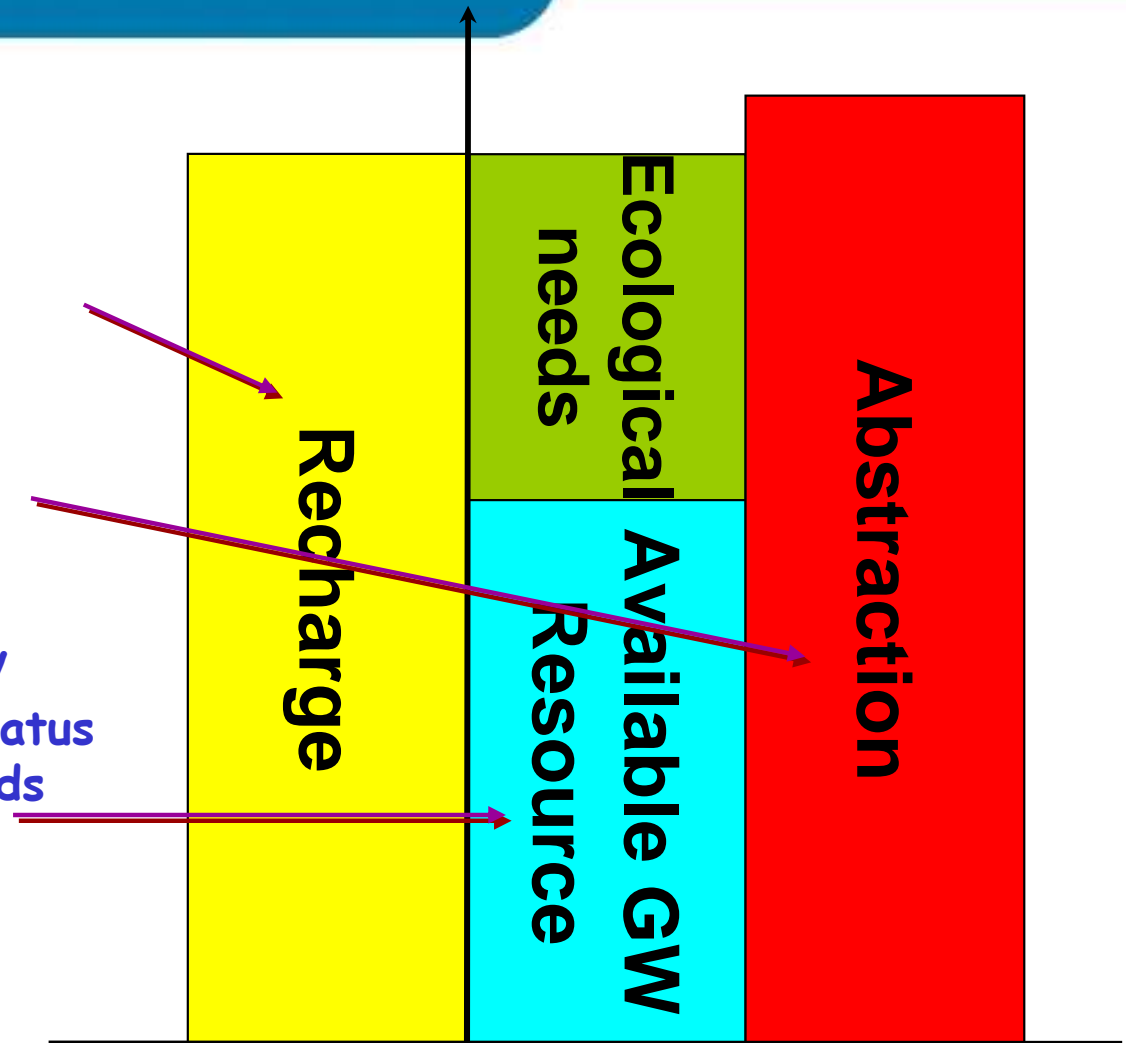 atus
ds
Recharge
Ecological
needs
Available GW
Resource
Abstraction